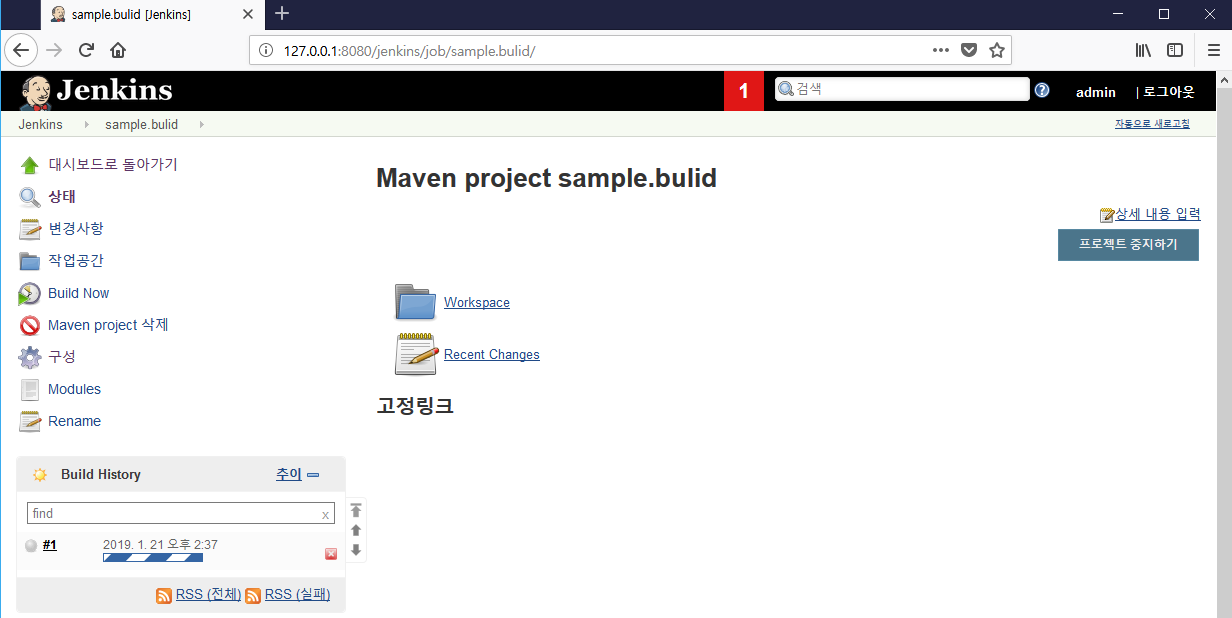 sample.bulid [Jenkins]
127.0.0.1:8080/jenkins/job/sample.bulid/
Jenkins
1
검색
admin
| 로그아웃
Jenkins
sample.bulid
자동으로 새로고침
대시보드로 돌아가기
상태
변경사항
작업공간
Build Now
Maven project 삭제
구성
Modules
Rename
Build History
추이
find
x
#1
2019. 1. 21 오후 2:37
RSS (전체)
RSS (실패)
Maven project sample.bulid
상세 내용 입력
프로젝트 중지하기
Workspace
Recent Changes
고정링크